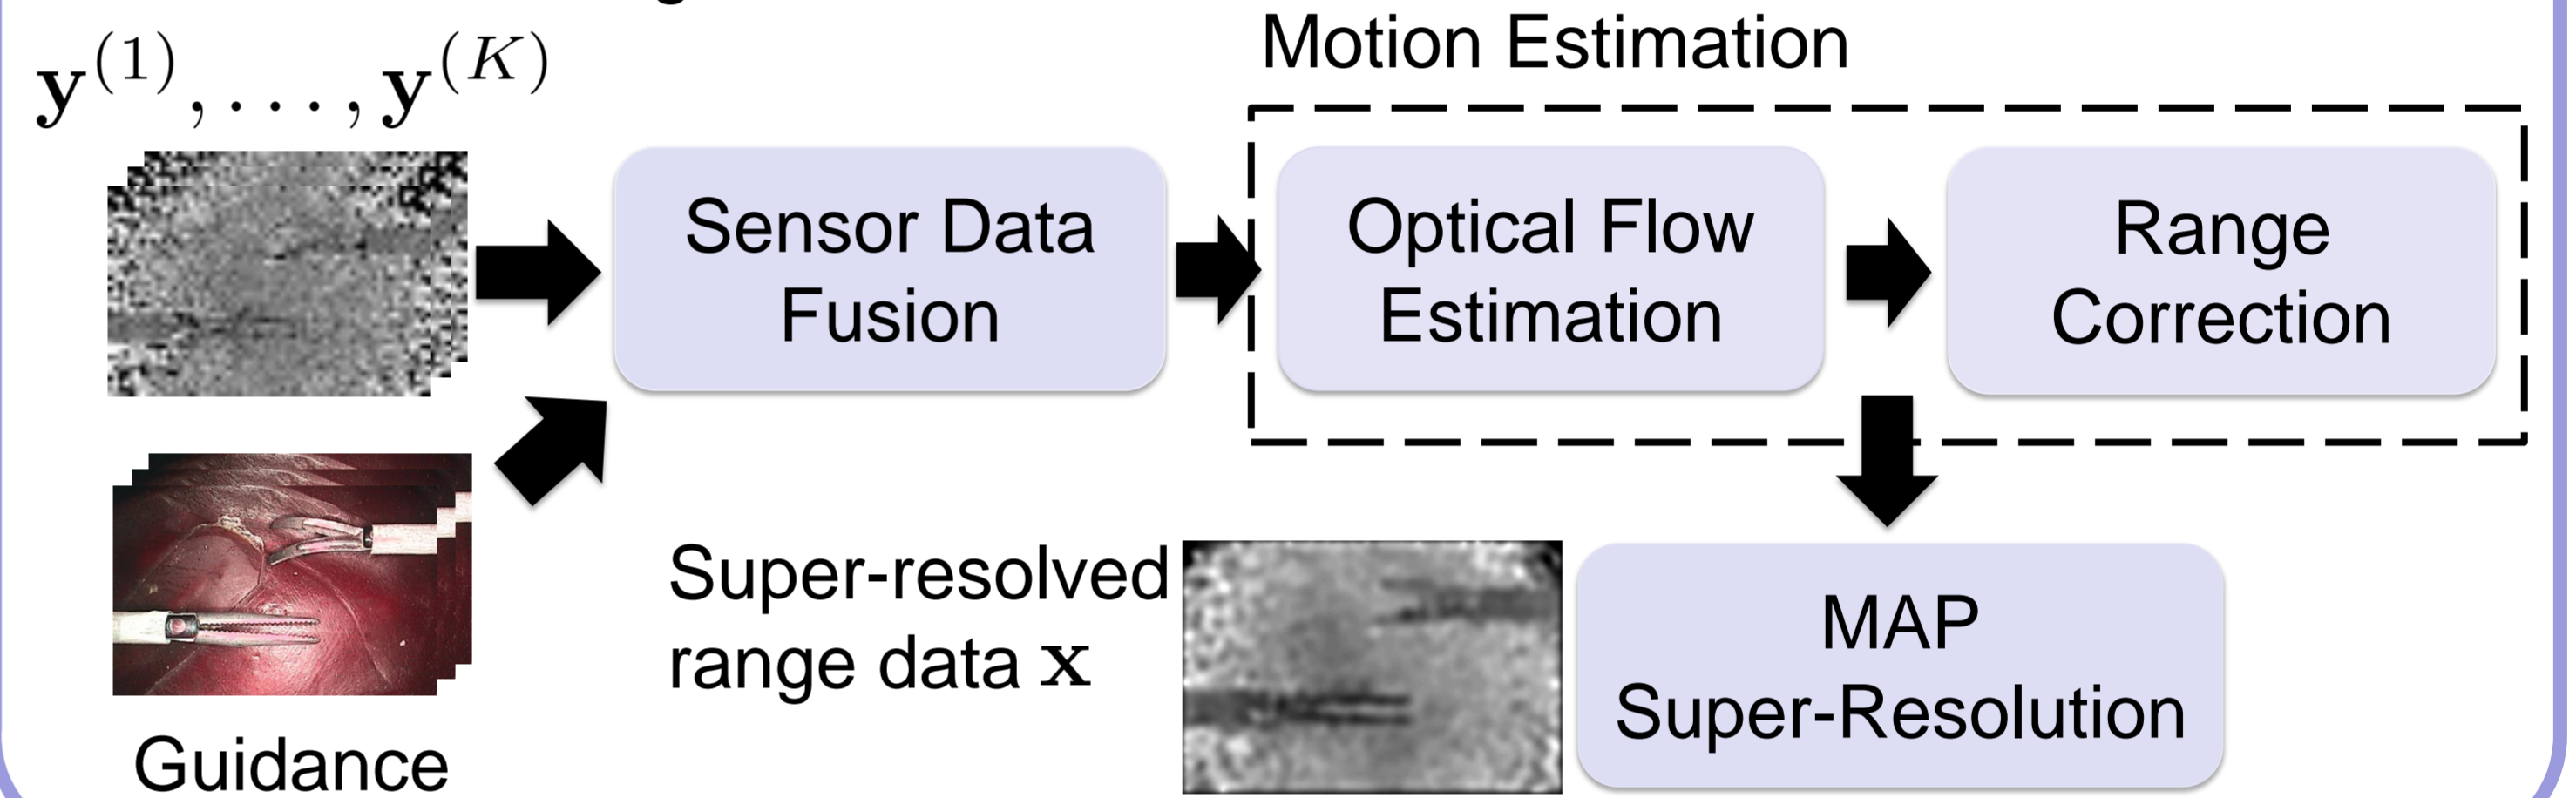 y^(1), . . . , y^(K)
Motion Estimation
Sensor Data
Fusion
Optical Flow
Estimation
Range
Correction
Super-resolved
range data x
MAP
Super-Resolution
Guidance